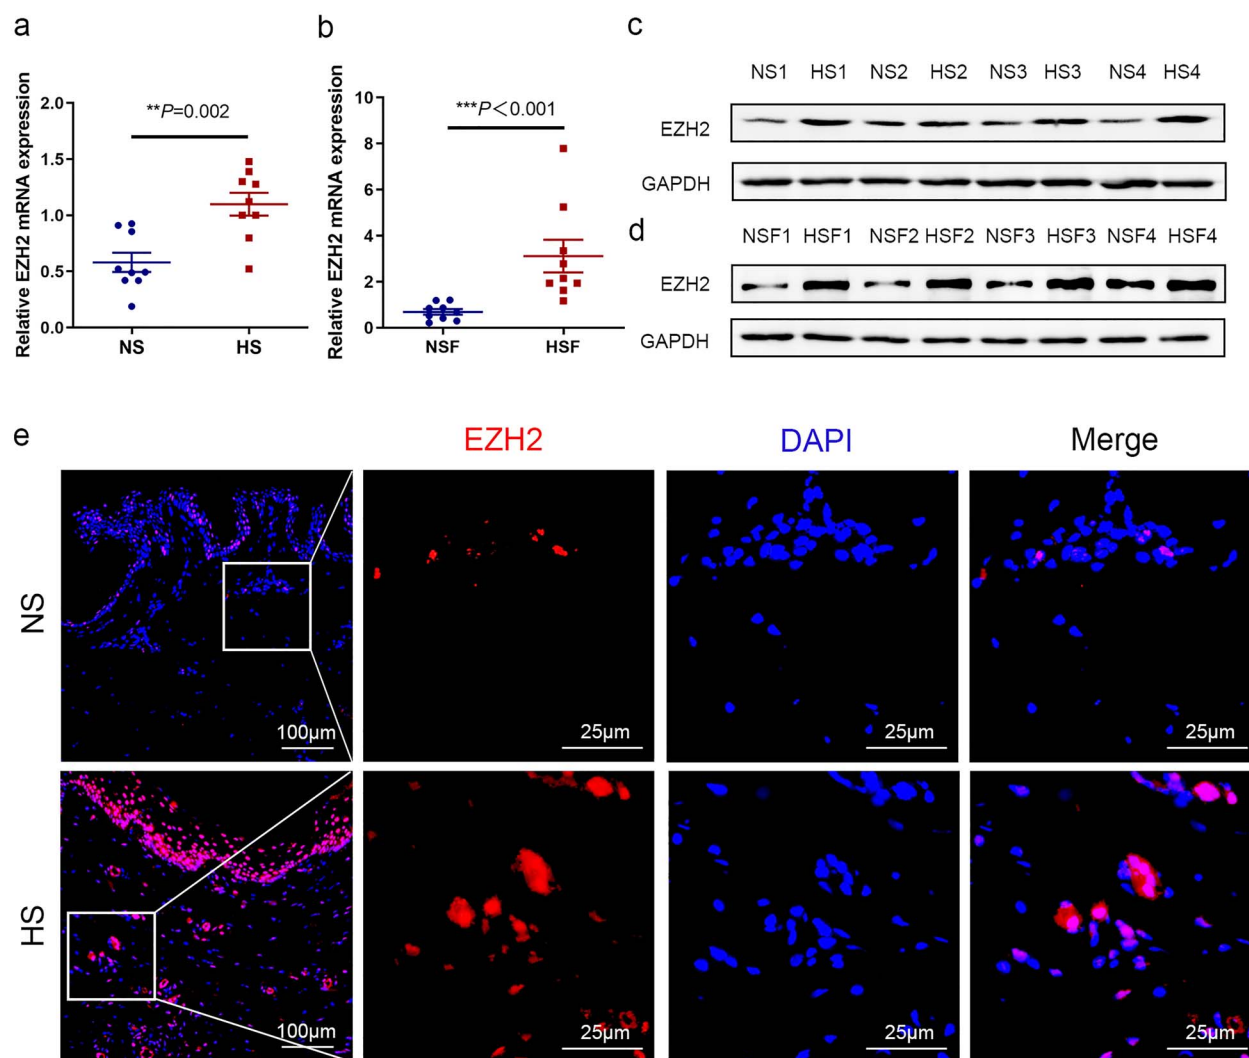 a
Relative EZH2 mRNA expression
2.0
1.5
1.0
0.5
0.0
**P=0.002
NS HS
b
Relative EZH2 mRNA expression
10
8
6
4
2
0
***P<0.001
NSF HSF
c
NS1 HS1 NS2 HS2 NS3 HS3 NS4 HS4
EZH2
GAPDH
d
NSF1 HSF1 NSF2 HSF2 NSF3 HSF3 NSF4 HSF4
EZH2
GAPDH
e
EZH2 DAPI Merge
NS
100μm 25μm 25μm 25μm
HS
100μm 25μm 25μm 25μm